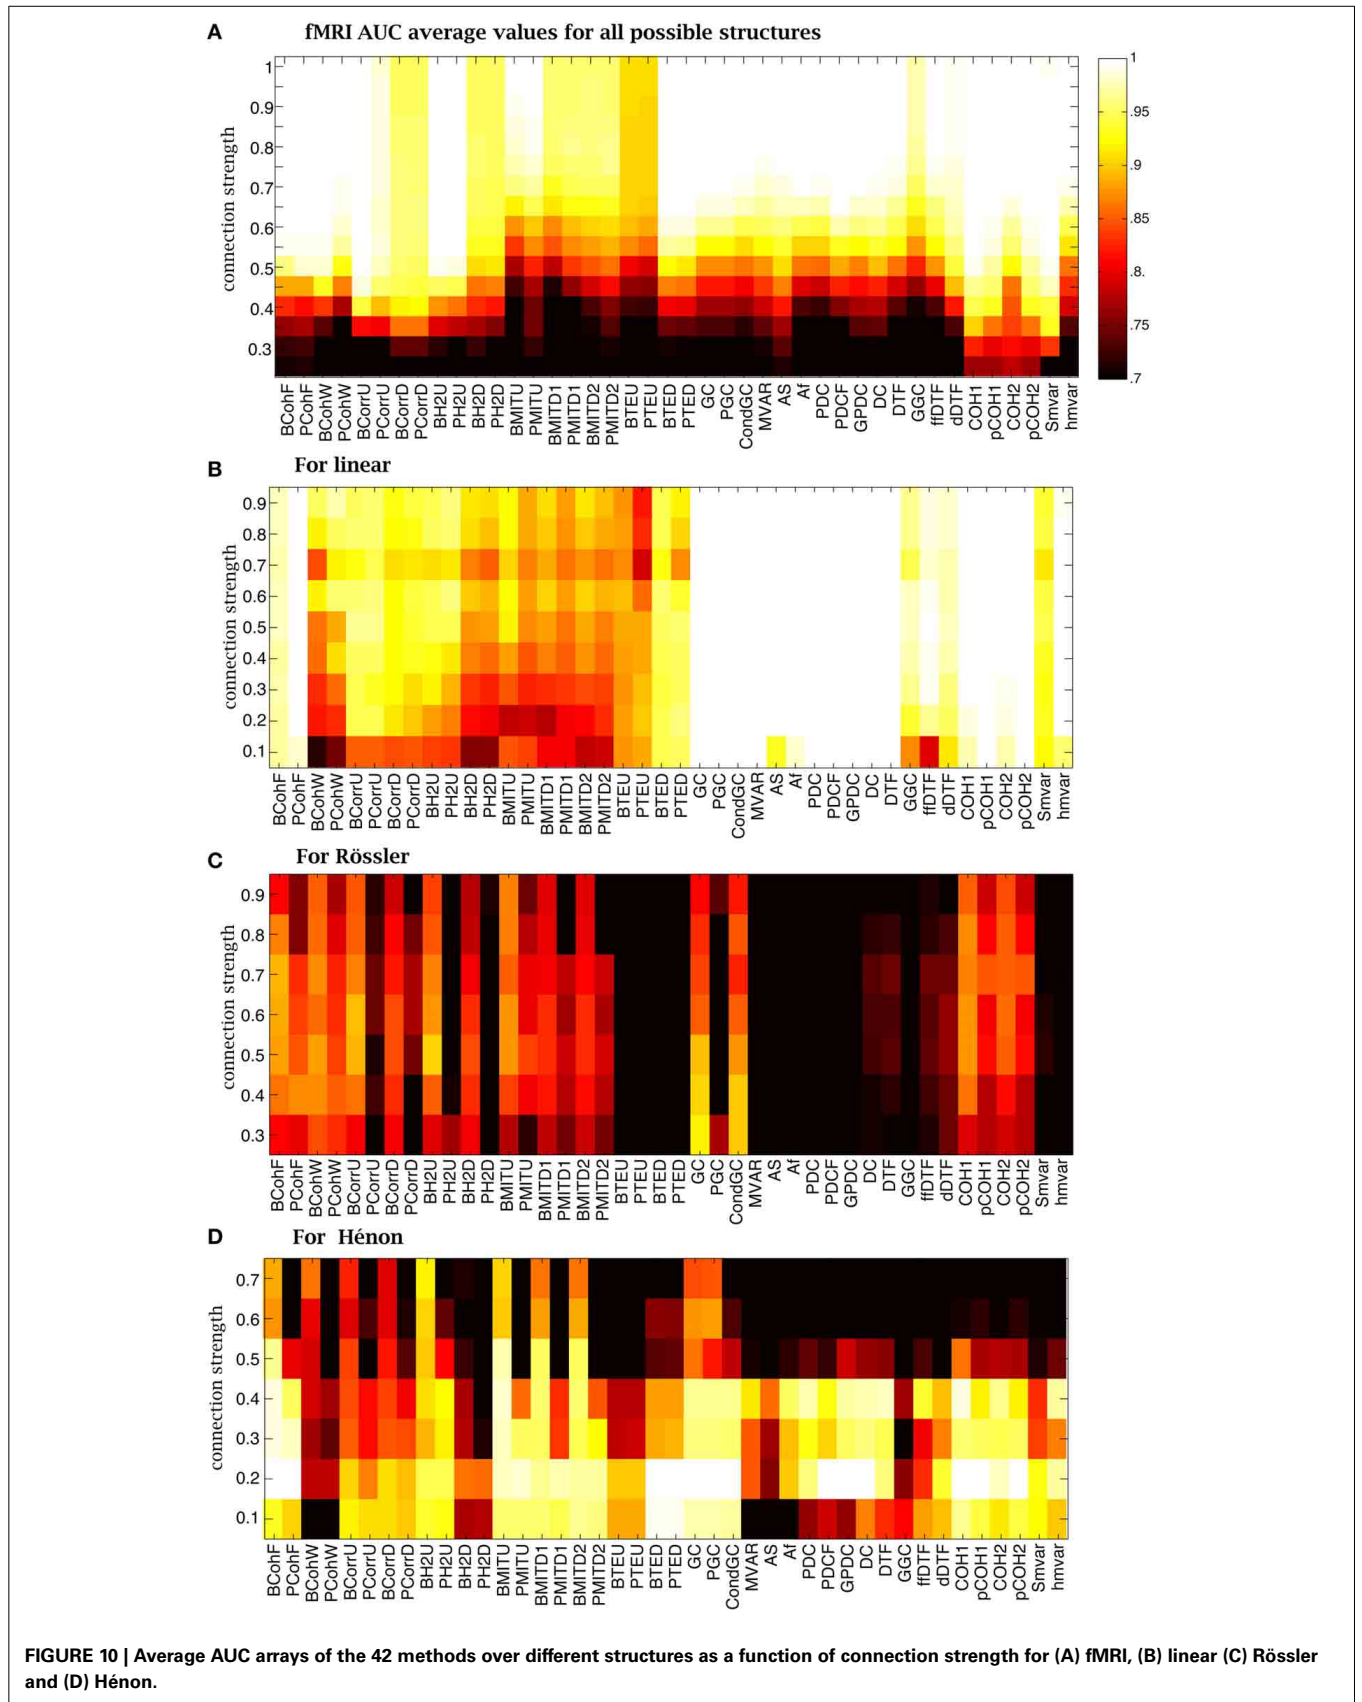 A
fMRI AUC average values for all possible structures
connection strength
1
0.9
0.8
0.7
0.6
0.5
0.4
0.3
1
.95
.9
.85
.8
.75
.7
BCohF PCohF BCohW PCohW BCorrU PCorrU BCorrD PCorrD BH2U PH2U BH2D PH2D BMITU PMITU BMITD1 PMITD1 BMITD2 PMITD2 BTEU PTEU BTED PTED GC PGC CondGC MVAR AS Af PDC PDCF GPDC DC DTF GGC ffDTF dDTF COH1 pCOH1 COH2 pCOH2 Smvar hmvar
B
For linear
connection strength
0.9
0.8
0.7
0.6
0.5
0.4
0.3
0.2
0.1
BCohF PCohF BCohW PCohW BCorrU PCorrU BCorrD PCorrD BH2U PH2U BH2D PH2D BMITU PMITU BMITD1 PMITD1 BMITD2 PMITD2 BTEU PTEU BTED PTED GC PGC CondGC MVAR AS Af PDC PDCF GPDC DC DTF GGC ffDTF dDTF COH1 pCOH1 COH2 pCOH2 Smvar hmvar
C
For Rössler
connection strength
0.9
0.8
0.7
0.6
0.5
0.4
0.3
BCohF PCohF BCohW PCohW BCorrU PCorrU BCorrD PCorrD BH2U PH2U BH2D PH2D BMITU PMITU BMITD1 PMITD1 BMITD2 PMITD2 BTEU PTEU BTED PTED GC PGC CondGC MVAR AS Af PDC PDCF GPDC DC DTF GGC ffDTF dDTF COH1 pCOH1 COH2 pCOH2 Smvar hmvar
D
For Hénon
connection strength
0.7
0.6
0.5
0.4
0.3
0.2
0.1
BCohF PCohF BCohW PCohW BCorrU PCorrU BCorrD PCorrD BH2U PH2U BH2D PH2D BMITU PMITU BMITD1 PMITD1 BMITD2 PMITD2 BTEU PTEU BTED PTED GC PGC CondGC MVAR AS Af PDC PDCF GPDC DC DTF GGC ffDTF dDTF COH1 pCOH1 COH2 pCOH2 Smvar hmvar
FIGURE 10 | Average AUC arrays of the 42 methods over different structures as a function of connection strength for (A) fMRI, (B) linear (C) Rössler
and (D) Hénon.